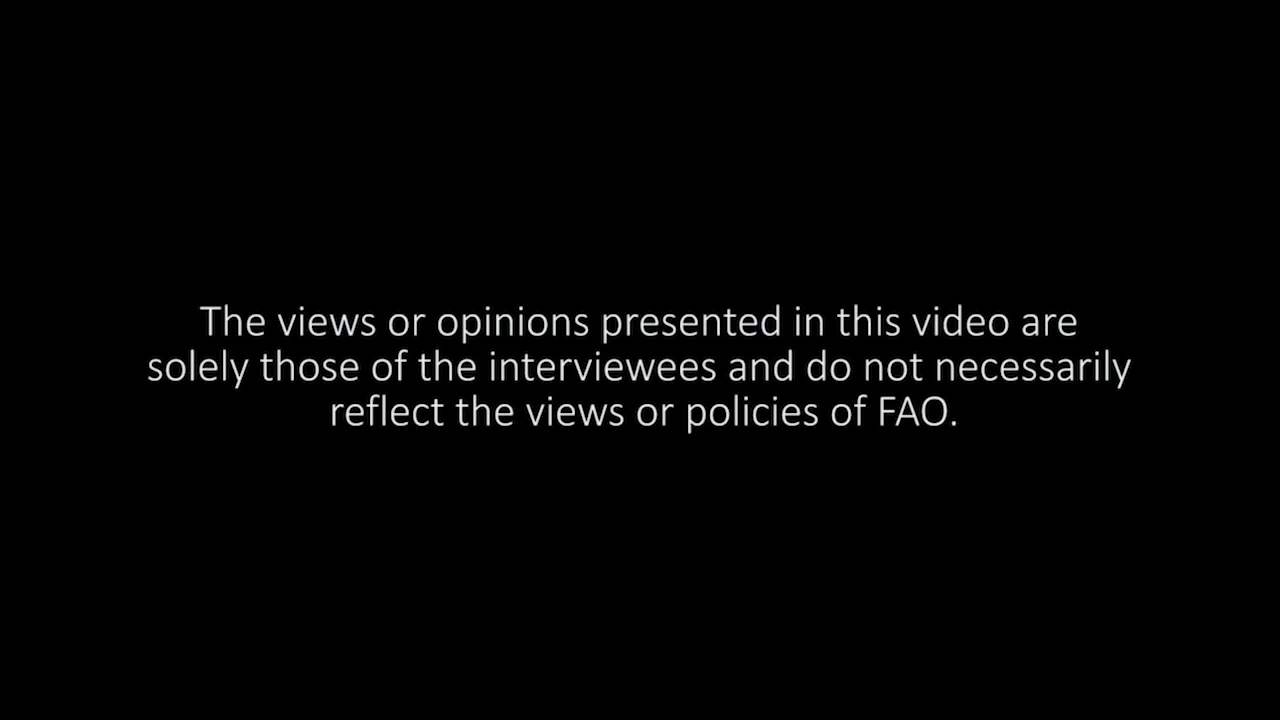 The views or opinions presented in this video are
solely those of the interviewees and do not necessarily
reflect the views or policies of FAO.